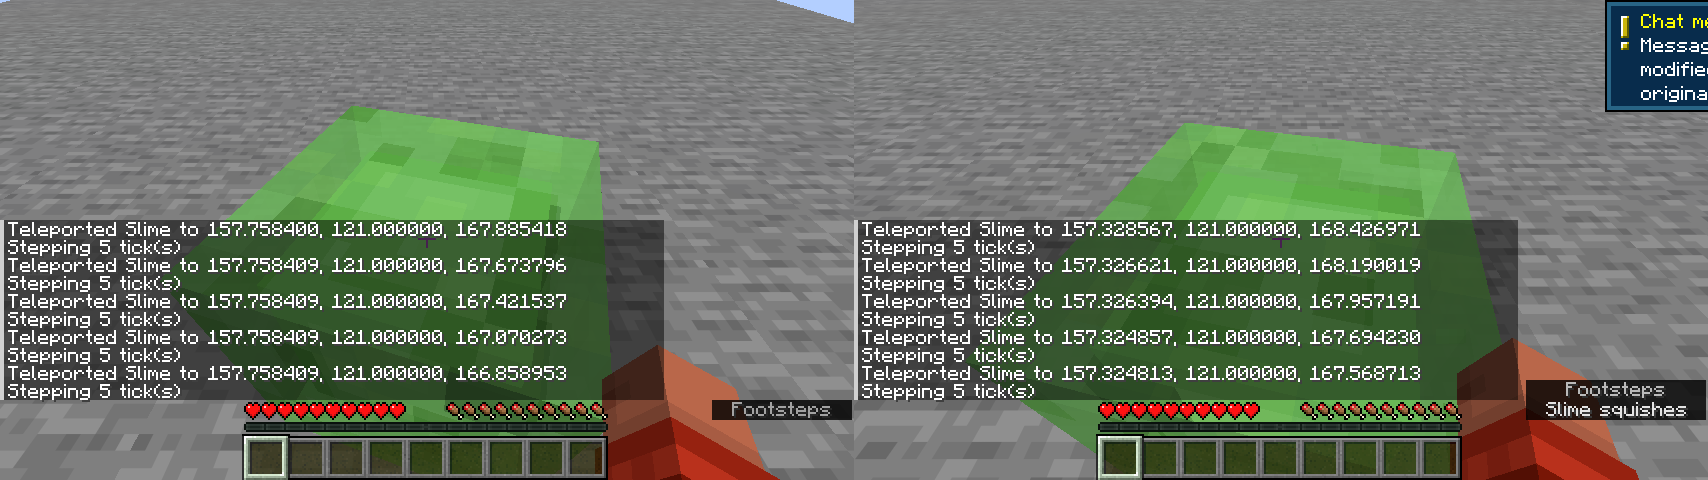 Teleported Slime to 157.758400, 121.000000, 167.885418
Stepping 5 tick(s)
Teleported Slime to 157.758409, 121.000000, 167.673796
Stepping 5 tick(s)
Teleported Slime to 157.758409, 121.000000, 167.421537
Stepping 5 tick(s)
Teleported Slime to 157.758409, 121.000000, 167.070273
Stepping 5 tick(s)
Teleported Slime to 157.758409, 121.000000, 166.858953
Stepping 5 tick(s)
Footsteps
Chat me
Messag
modifie
origina
Teleported Slime to 157.328567, 121.000000, 168.426971
Stepping 5 tick(s)
Teleported Slime to 157.326621, 121.000000, 168.190019
Stepping 5 tick(s)
Teleported Slime to 157.326394, 121.000000, 167.957191
Stepping 5 tick(s)
Teleported Slime to 157.324857, 121.000000, 167.694230
Stepping 5 tick(s)
Teleported Slime to 157.324813, 121.000000, 167.568713
Stepping 5 tick(s)
Footsteps
Slime squishes